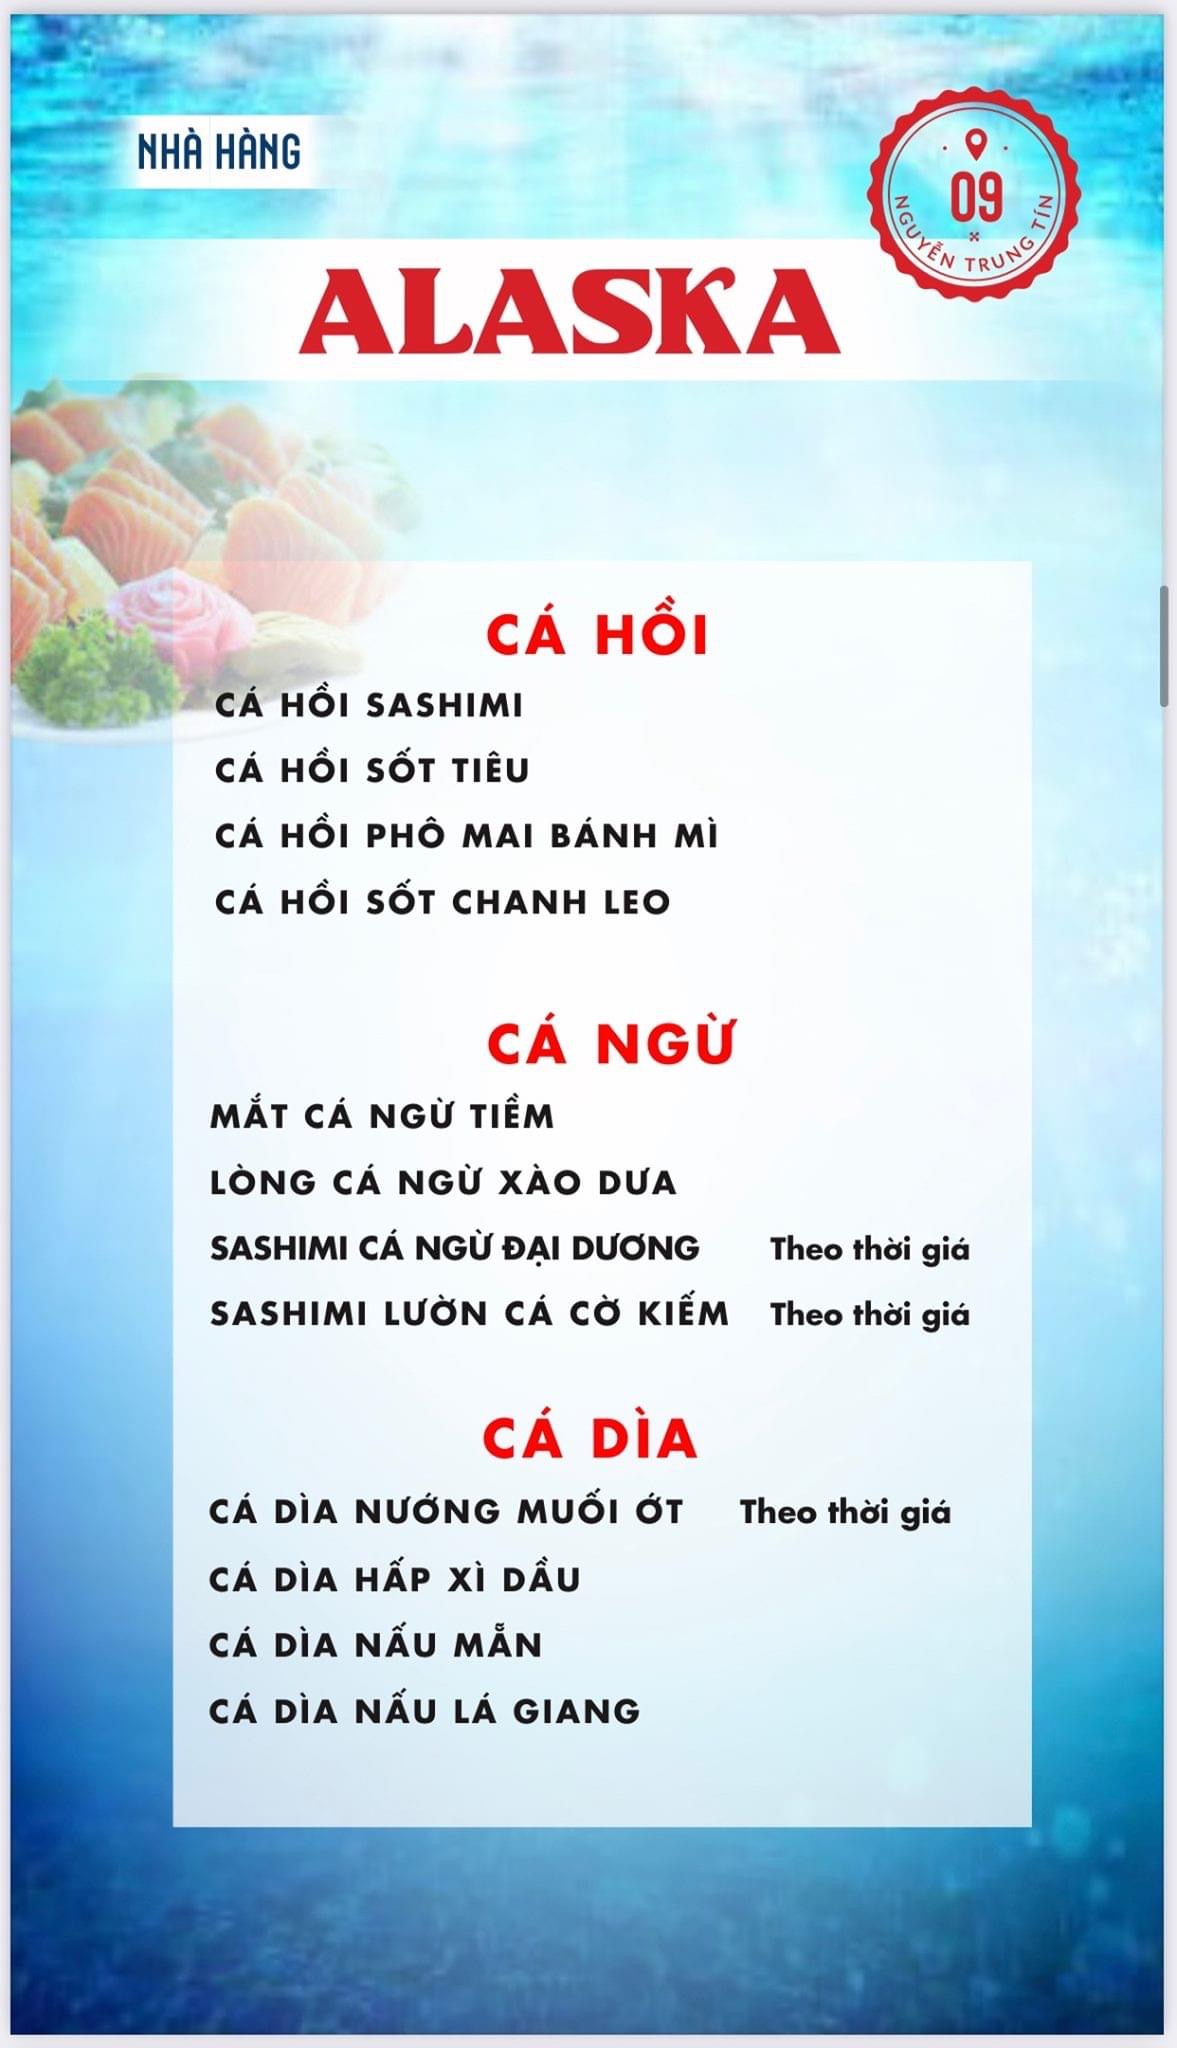 NHÀ HÀNG
09
NGUYỄN TRUNG TÍN
ALASKA
CÁ HỒI
CÁ HỒI SASHIMI
CÁ HỒI SỐT TIÊU
CÁ HỒI PHÔ MAI BÁNH MÌ
CÁ HỒI SỐT CHANH LEO
CÁ NGỪ
MẮT CÁ NGỪ TIỀM
LÒNG CÁ NGỪ XÀO DƯA
SASHIMI CÁ NGỪ ĐẠI DƯƠNG Theo thời giá
SASHIMI LƯỜN CÁ CỜ KIẾM Theo thời giá
CÁ DÌA
CÁ DÌA NƯỚNG MUỐI ỚT Theo thời giá
CÁ DÌA HẤP XÌ DẦU
CÁ DÌA NẤU MẴN
CÁ DÌA NẤU LÁ GIANG